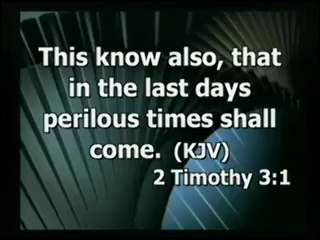 This know also, that
in the last days
perilous times shall
come. (KJV)
2 Timothy 3:1